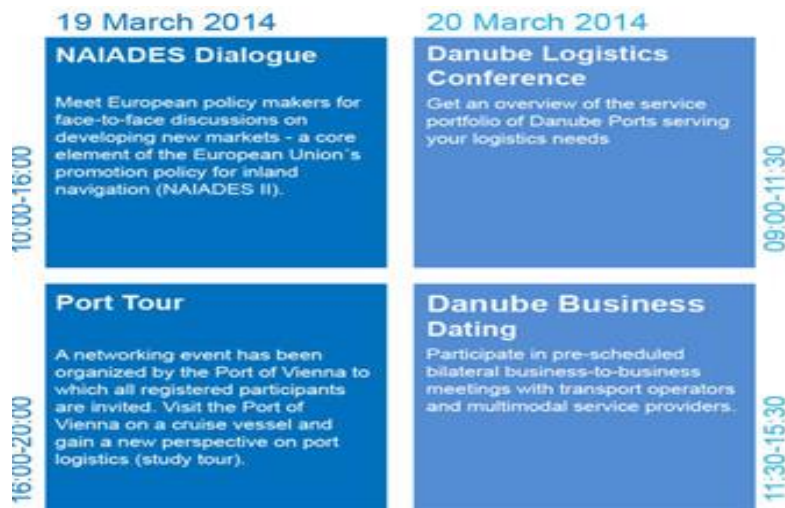 19 March 2014
NAIADES Dialogue
Meet European policy makers for
face-to-face discussions on
developing new markets - a core
element of the European Union´s
promotion policy for inland
navigation (NAIADES II).
10:00-16:00
Port Tour
A networking event has been
organized by the Port of Vienna to
which all registered participants
are invited. Visit the Port of
Vienna on a cruise vessel and
gain a new perspective on port
logistics (study tour).
16:00-20:00
20 March 2014
Danube Logistics
Conference
Get an overview of the service
portfolio of Danube Ports serving
your logistics needs
09:00-11:30
Danube Business
Dating
Participate in pre-scheduled
bilateral business-to-business
meetings with transport operators
and multimodal service providers.
11:30-15:30